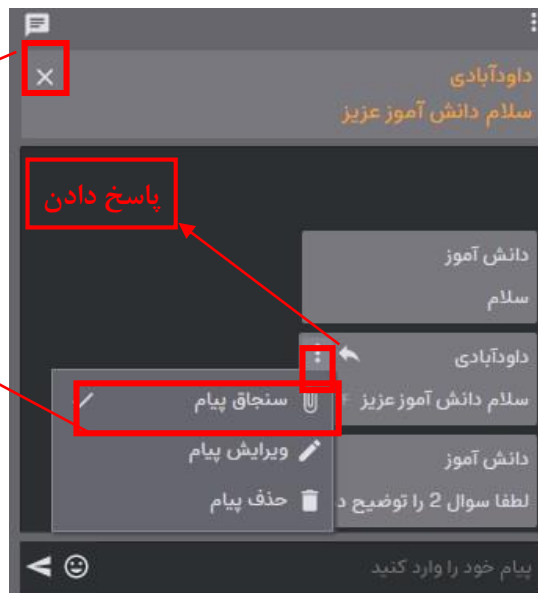 داودآبادی
سلام دانش آموز عزیز
پاسخ دادن
دانش آموز
سلام
داودآبادی
سلام دانش آموز عزیز
سنجاق پیام
ویرایش پیام
حذف پیام
دانش آموز
لطفا سوال 2 را توضیح د
پیام خود را وارد کنید